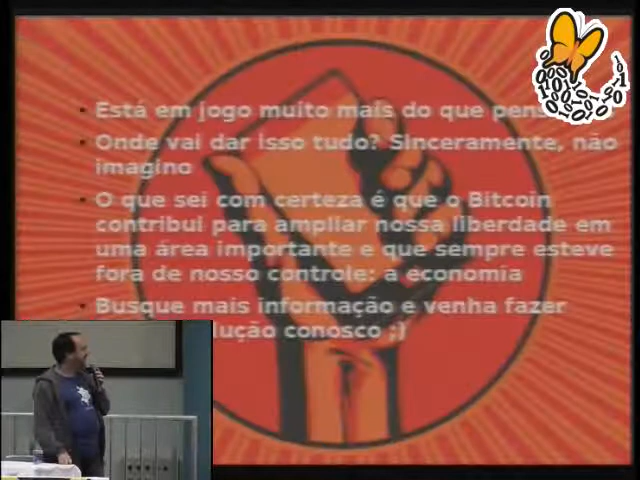 Está em jogo muito mais do que
Onde vai dar isso tudo? Sinceramente, não
imagino
O que sei com certeza é que o Bitcoin
contribui para ampliar nossa liberdade em
uma área importante e que sempre esteve
fora de nosso controle: a economia
Busque mais informação e venha fazer
conosco ;)